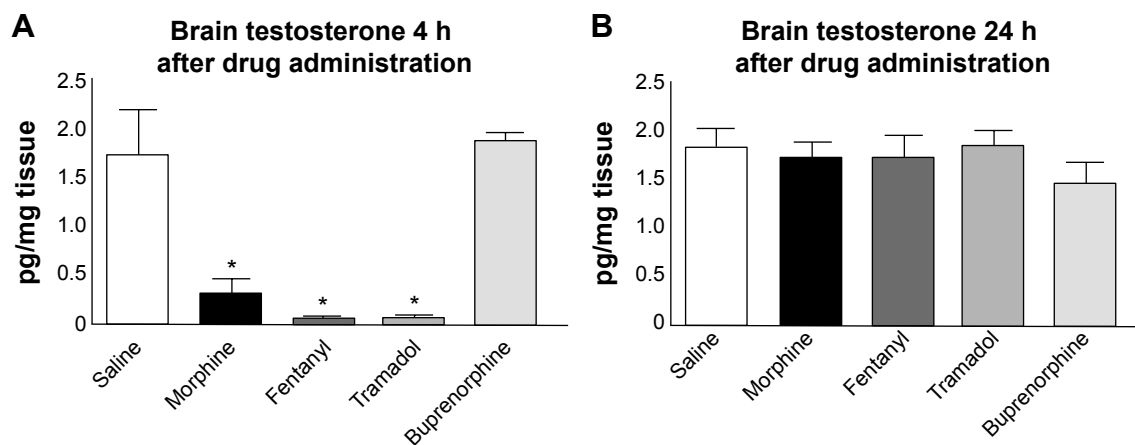 A
Brain testosterone 4 h
after drug administration
2.5
2.0
1.5
1.0
0.5
0
pg/mg tissue
*
*
*
Saline
Morphine
Fentanyl
Tramadol
Buprenorphine
B
Brain testosterone 24 h
after drug administration
2.5
2.0
1.5
1.0
0.5
0
pg/mg tissue
Saline
Morphine
Fentanyl
Tramadol
Buprenorphine